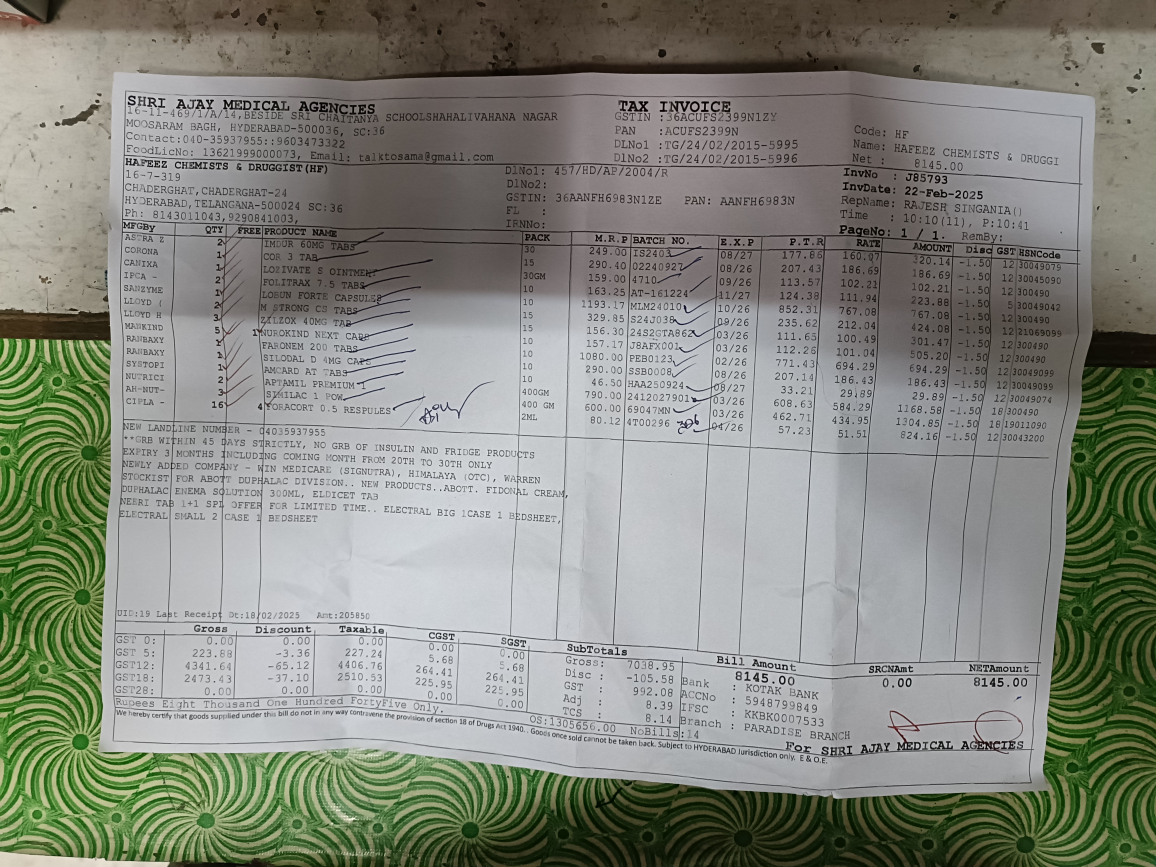 SHRI AJAY MEDICAL AGENCIES
16-11-469/1/A/14,BESIDE SRI CHAITANYA SCHOOLSHAHALIVAHANA NAGAR
MOOSARAM BAGH, HYDERABAD-500036, SC:36
Contact:040-35937955::9603473322
FoodLicNo: 13621999000073, Email: talktosama@gmail.com
TAX INVOICE
GSTIN :36ACUFS2399N1ZY
PAN :ACUFS2399N
DLNo1 :TG/24/02/2015-5995
DLNo2 :TG/24/02/2015-5996
Code: HF
Name: HAFEEZ CHEMISTS & DRUGGI
Net : 8145.00
HAFEEZ CHEMISTS & DRUGGIST(HF)
16-7-319
CHADERGHAT,CHADERGHAT-24
HYDERABAD,TELANGANA-500024 SC:36
Ph: 8143011043,9290841003,
DlNo1: 457/HD/AP/2004/R
DlNo2:
GSTIN: 36AANFH6983N1ZE PAN: AANFH6983N
FL :
IRNNo:
InvNo : J85793
InvDate: 22-Feb-2025
RepName: RAJESH SINGANIA()
Time : 10:10(11), P:10:41
PageNo: 1 / 1. RemBy:
MFGBy QTY FREE PRODUCT NAME PACK M.R.P BATCH NO. E.X.P P.T.R RATE AMOUNT Disc GST HSNCode
ASTRA Z 2 IMDUR 60MG TABS 30 249.00 IS2403 08/27 177.86 160.07 320.14 -1.50 12 30049079
CORONA 1 COR 3 TAB 15 290.40 02240927 08/26 207.43 186.69 186.69 -1.50 12 30045090
CANIXA 1 LOZIVATE S OINTMENT 30GM 159.00 4710 09/26 113.57 102.21 102.21 -1.50 12 300490
IPCA - 2 FOLITRAX 7.5 TABS 10 163.25 AT-161224 11/27 124.38 111.94 223.88 -1.50 5 30049042
SANZYME 1 LOBUN FORTE CAPSULES 10 1193.17 MLM24010 10/26 852.31 767.08 767.08 -1.50 12 300490
LLOYD ( 2 M STRONG CS TABS 15 329.85 S24J038 09/26 235.62 212.04 424.08 -1.50 12 21069099
LLOYD H 3 ZILZOX 40MG TAB 15 156.30 24S2GTA862 03/26 111.65 100.49 301.47 -1.50 12 300490
MANKIND 5 1 NUROKIND NEXT CAPS 10 157.17 JBAFX001 03/26 112.26 101.04 505.20 -1.50 12
RANBAXY 1 FARONEM 200 TABS 10 1080.00 PEB0123 02/26 771.43 694.29 694.29 -1.50 12 30049099
RANBAXY 1 SILODAL D 4MG CAPS 10 290.00 SSB0008 08/26 207.14 186.43 186.43 -1.50 12 30049099
SYSTOPI 1 AMCARD AT TABS 10 46.50 HAA250924 08/27 33.21 29.89 29.89 -1.50 12 30049074
NUTRICI 2 APTAMIL PREMIUM 1 400GM 790.00 2412027901 03/26 608.63 584.29 1168.58 -1.50 18 300490
AH-NUT- 3 SIMILAC 1 POW 400 GM 600.00 69047MN 03/26 462.71 434.95 1304.85 -1.50 18 19011090
CIPLA - 16 4 FORACORT 0.5 RESPULES 2ML 80.12 4T00296 04/26 57.23 51.51 824.16 -1.50 12 30043200
NEW LANDLINE NUMBER - 04035937955
**GRB WITHIN 45 DAYS STRICTLY, NO GRB OF INSULIN AND FRIDGE PRODUCTS
EXPIRY 3 MONTHS INCLUDING COMING MONTH FROM 20TH TO 30TH ONLY
NEWLY ADDED COMPANY - WIN MEDICARE (SIGNUTRA), HIMALAYA (OTC), WARREN
STOCKIST FOR ABOTT DUPHALAC DIVISION.. NEW PRODUCTS..ABOTT. FIDONAL CREAM,
DUPHALAC ENEMA SOLUTION 300ML, ELDICET TAB
NEERI TAB 1+1 SPL OFFER FOR LIMITED TIME.. ELECTRAL BIG 1CASE 1 BEDSHEET,
ELECTRAL SMALL 2 CASE 1 BEDSHEET
UID:19 Last Receipt Dt:18/02/2025 Amt:205850
Gross Discount Taxable CGST SGST
GST 0: 0.00 0.00 0.00 0.00 0.00
GST 5: 223.88 -3.36 227.24 5.68 5.68
GST12: 4341.64 -65.12 4406.76 264.41 264.41
GST18: 2473.43 -37.10 2510.53 225.95 225.95
GST28: 0.00 0.00 0.00 0.00 0.00
SubTotals
Gross: 7038.95
Disc : -105.58
GST : 992.08
Adj : 8.39
TCS : 8.14
Bill Amount
8145.00
Bank : KOTAK BANK
ACCNo : 5948799849
IFSC : KKBK0007533
Branch : PARADISE BRANCH
SRCNAmt NETAmount
0.00 8145.00
Rupees Eight Thousand One Hundred FortyFive Only.
OS:1305656.00 NoBills:14
We hereby certify that goods supplied under this bill do not in any way contravene the provision of section 18 of Drugs Act 1940. . Goods once sold cannot be taken back. Subject to HYDERABAD Jurisdiction only. E & O.E.
For SHRI AJAY MEDICAL AGENCIES